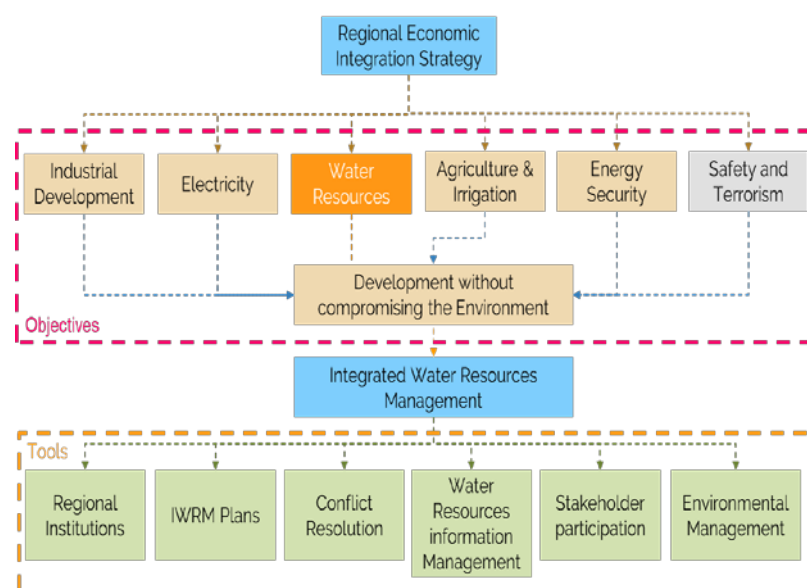 Regional Economic
Integration Strategy
Industrial
Development
Electricity
Water
Resources
Agriculture &
Irrigation
Energy
Security
Safety and
Terrorism
Development without
compromising the Environment
Objectives
Integrated Water Resources
Management
Tools
Regional
Institutions
IWRM Plans
Conflict
Resolution
Water
Resources
information
Management
Stakeholder
participation
Environmental
Management